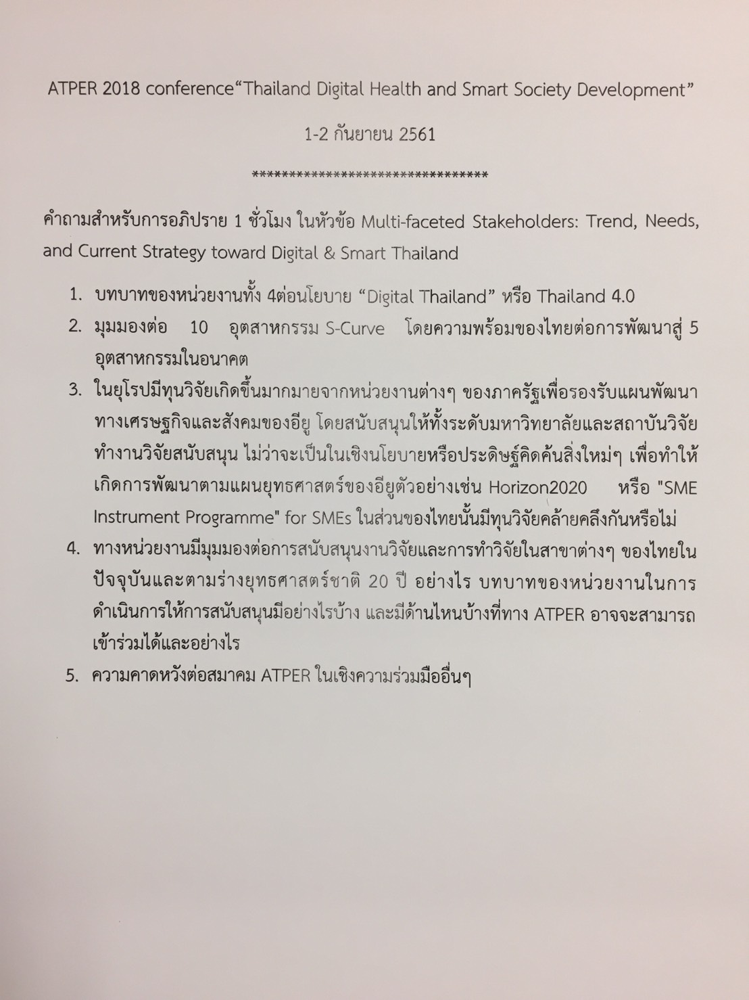 ATPER 2018 conference“Thailand Digital Health and Smart Society Development”
1-2 กันยายน 2561
********************************
คำถามสำหรับการอภิปราย 1 ชั่วโมง ในหัวข้อ Multi-faceted Stakeholders: Trend, Needs,
and Current Strategy toward Digital & Smart Thailand
1. บทบาทของหน่วยงานทั้ง 4ต่อนโยบาย “Digital Thailand” หรือ Thailand 4.0
2. มุมมองต่อ 10 อุตสาหกรรม S-Curve โดยความพร้อมของไทยต่อการพัฒนาสู่ 5
อุตสาหกรรมในอนาคต
3. ในยุโรปมีทุนวิจัยเกิดขึ้นมากมายจากหน่วยงานต่างๆ ของภาครัฐเพื่อรองรับแผนพัฒนา
ทางเศรษฐกิจและสังคมของอียู โดยสนับสนุนให้ทั้งระดับมหาวิทยาลัยและสถาบันวิจัย
ทำงานวิจัยสนับสนุน ไม่ว่าจะเป็นในเชิงนโยบายหรือประดิษฐ์คิดค้นสิ่งใหม่ๆ เพื่อทำให้
เกิดการพัฒนาตามแผนยุทธศาสตร์ของอียูตัวอย่างเช่น Horizon2020 หรือ "SME
Instrument Programme" for SMEs ในส่วนของไทยนั้นมีทุนวิจัยคล้ายคลึงกันหรือไม่
4. ทางหน่วยงานมีมุมมองต่อการสนับสนุนงานวิจัยและการทำวิจัยในสาขาต่างๆ ของไทยใน
ปัจจุบันและตามร่างยุทธศาสตร์ชาติ 20 ปี อย่างไร บทบาทของหน่วยงานในการ
ดำเนินการให้การสนับสนุนมีอย่างไรบ้าง และมีด้านไหนบ้างที่ทาง ATPER อาจจะสามารถ
เข้าร่วมได้และอย่างไร
5. ความคาดหวังต่อสมาคม ATPER ในเชิงความร่วมมืออื่นๆ